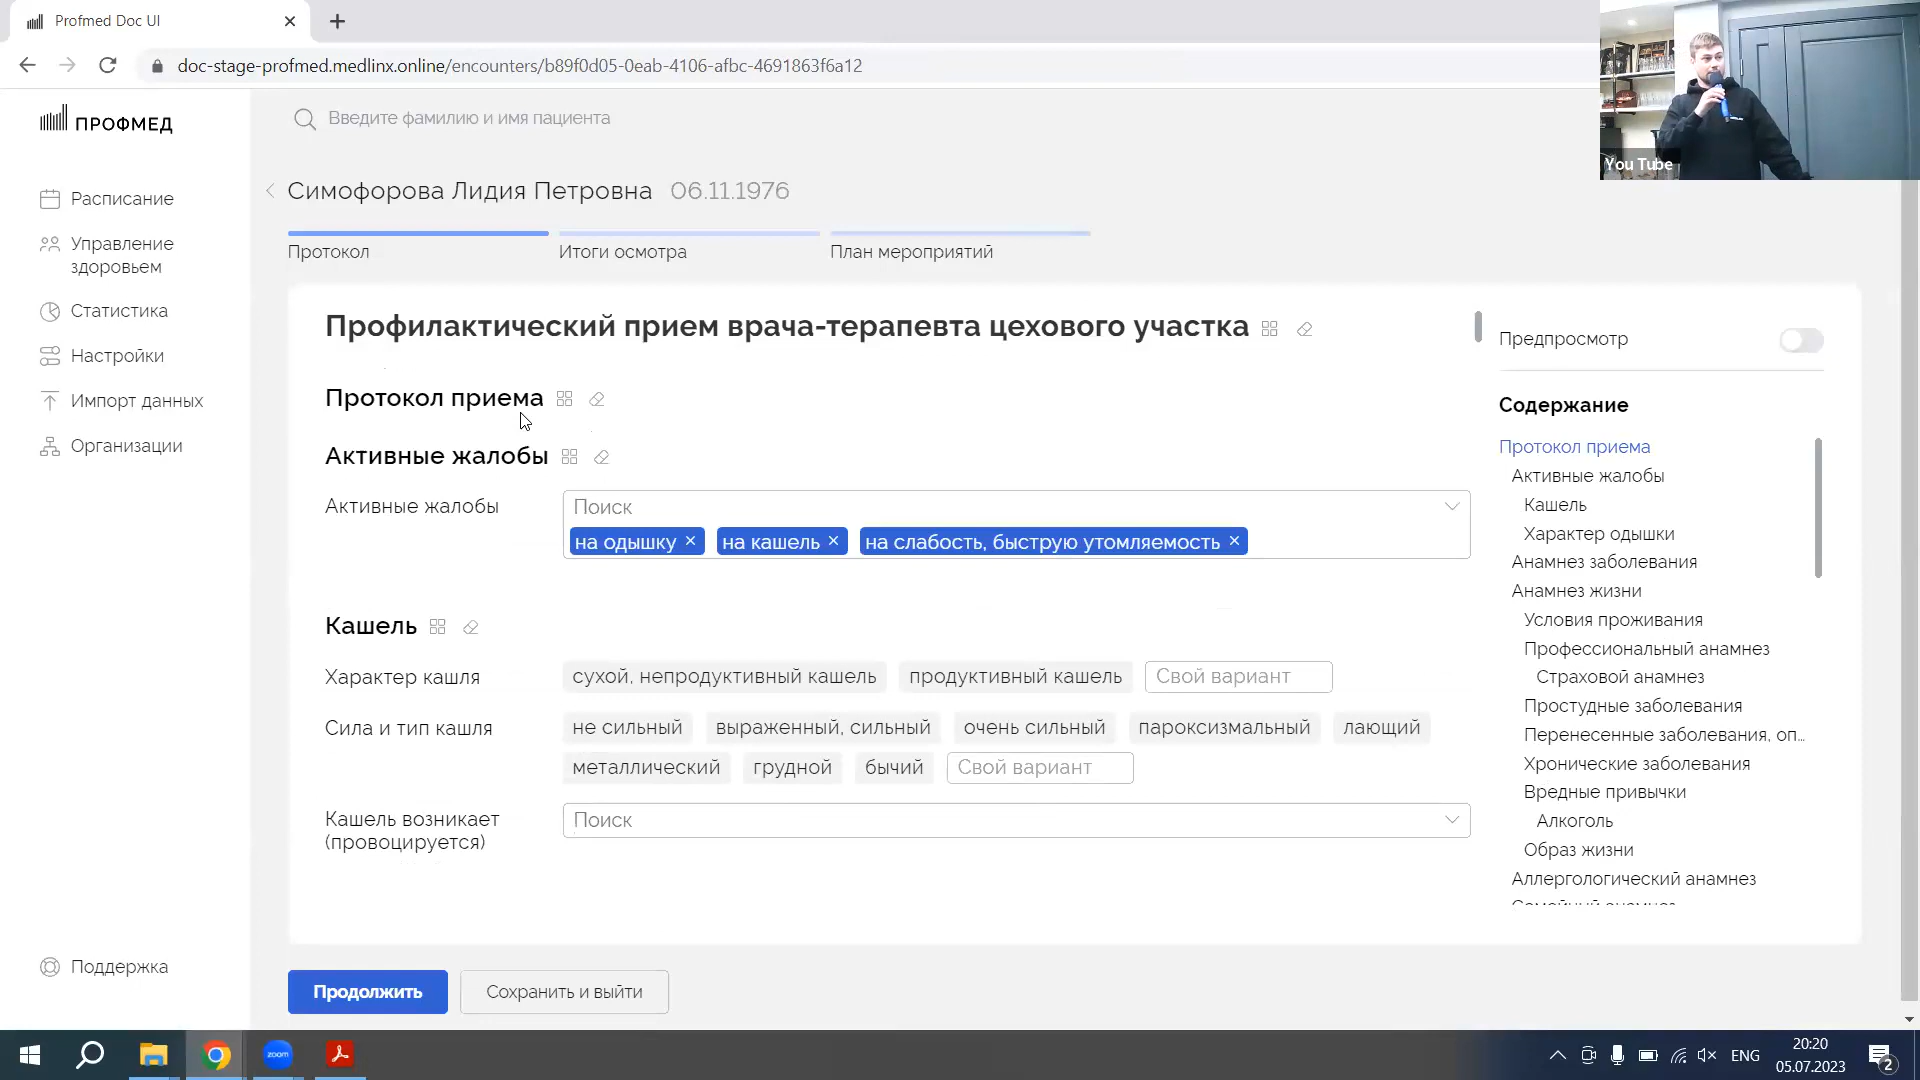 Profmed Doc UI
doc-stage-profmed.medlinx.online/encounters/b89f0d05-0eab-4106-afbc-4691863f6a12
You Tube
ПРОФМЕД
Введите фамилию и имя пациента
Расписание
Управление
здоровьем
Статистика
Настройки
Импорт данных
Организации
Поддержка
Симофорова Лидия Петровна 06.11.1976
Протокол
Итоги осмотра
План мероприятий
Профилактический прием врача-терапевта цехового участка
Протокол приема
Активные жалобы
Активные жалобы
Поиск
на одышку × на кашель × на слабость, быструю утомляемость ×
Кашель
Характер кашля
сухой, непродуктивный кашель
продуктивный кашель
Свой вариант
Сила и тип кашля
не сильный
выраженный, сильный
очень сильный
пароксизмальный
лающий
металлический
грудной
бычий
Свой вариант
Кашель возникает
(провоцируется)
Поиск
Предпросмотр
Содержание
Протокол приема
Активные жалобы
Кашель
Характер одышки
Анамнез заболевания
Анамнез жизни
Условия проживания
Профессиональный анамнез
Страховой анамнез
Простудные заболевания
Перенесенные заболевания, оп...
Хронические заболевания
Вредные привычки
Алкоголь
Образ жизни
Аллергологический анамнез
Продолжить
Сохранить и выйти
zoom
ENG
20:20
05.07.2023
2